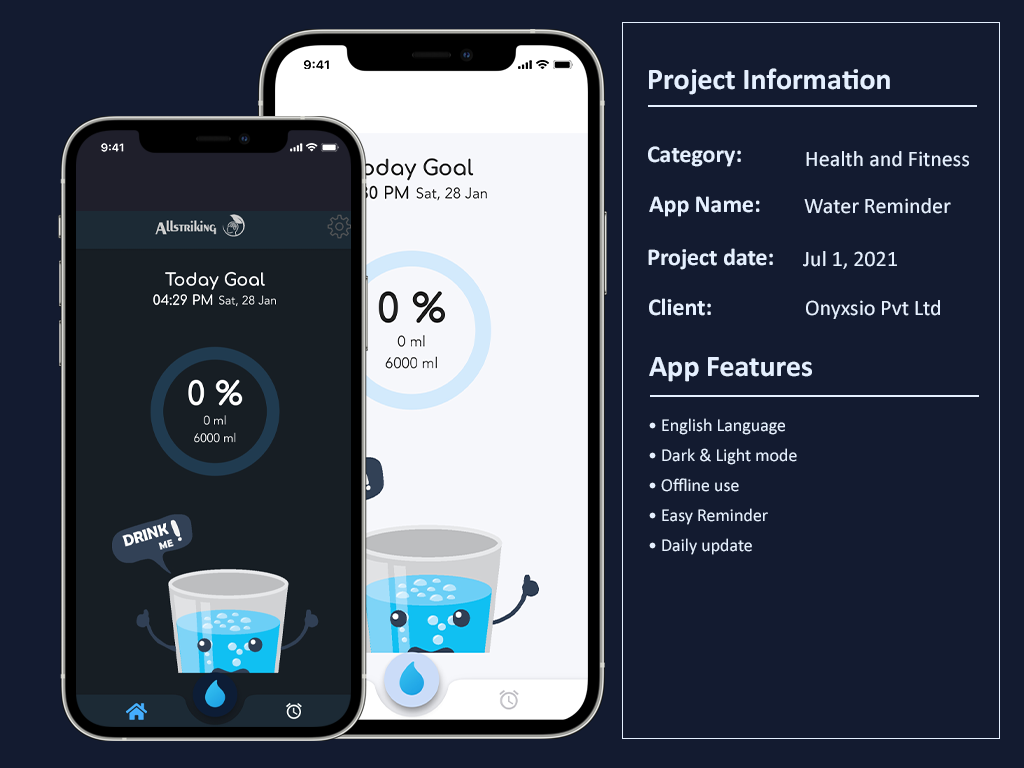 9:41
Allstriking
Today Goal
04:29 PM Sat, 28 Jan
0 %
0 ml
6000 ml
DRINK
ME !
9:41
oday Goal
30 PM Sat, 28 Jan
0 %
0 ml
6000 ml
!
Project Information
Category: Health and Fitness
App Name: Water Reminder
Project date: Jul 1, 2021
Client: Onyxsio Pvt Ltd
App Features
• English Language
• Dark & Light mode
• Offline use
• Easy Reminder
• Daily update